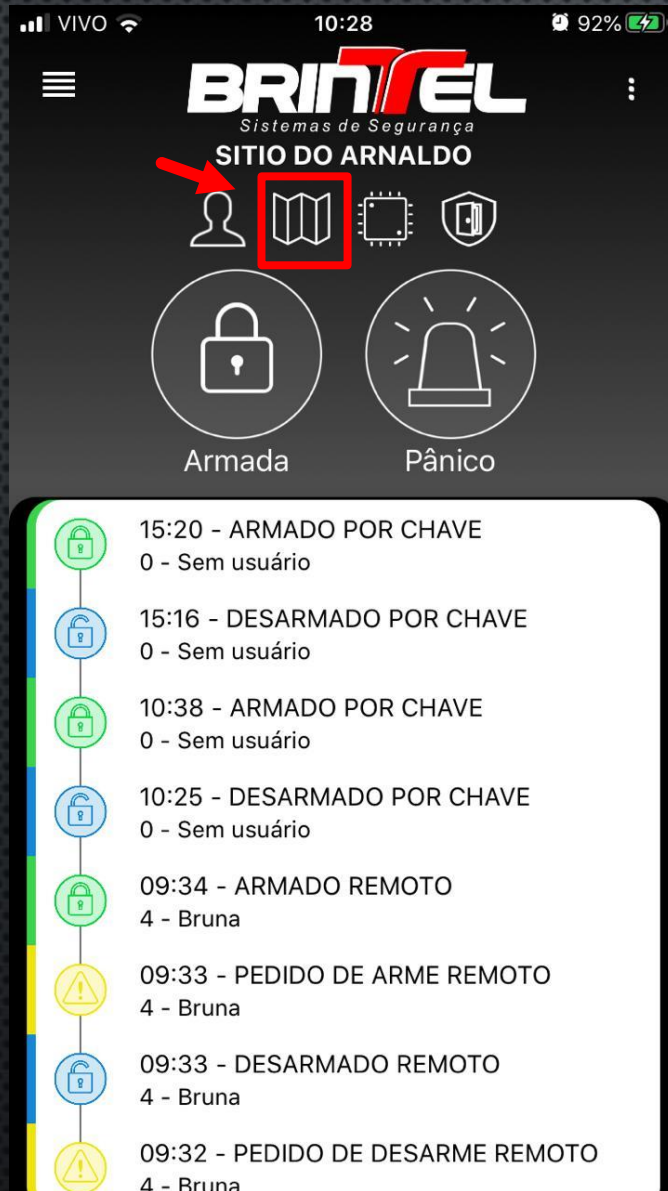 VIVO 10:28 92%
BRINTEL
Sistemas de Segurança
SITIO DO ARNALDO
Armada Pânico
15:20 - ARMADO POR CHAVE
0 - Sem usuário
15:16 - DESARMADO POR CHAVE
0 - Sem usuário
10:38 - ARMADO POR CHAVE
0 - Sem usuário
10:25 - DESARMADO POR CHAVE
0 - Sem usuário
09:34 - ARMADO REMOTO
4 - Bruna
09:33 - PEDIDO DE ARME REMOTO
4 - Bruna
09:33 - DESARMADO REMOTO
4 - Bruna
09:32 - PEDIDO DE DESARME REMOTO
4 - Bruna